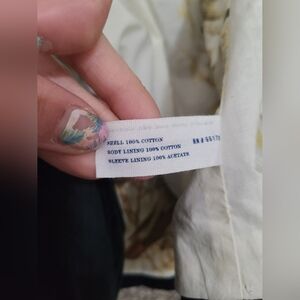 SHELL 100% COTTON
BODY LINING 100% COTTON
SLEEVE LINING 100% ACETATE